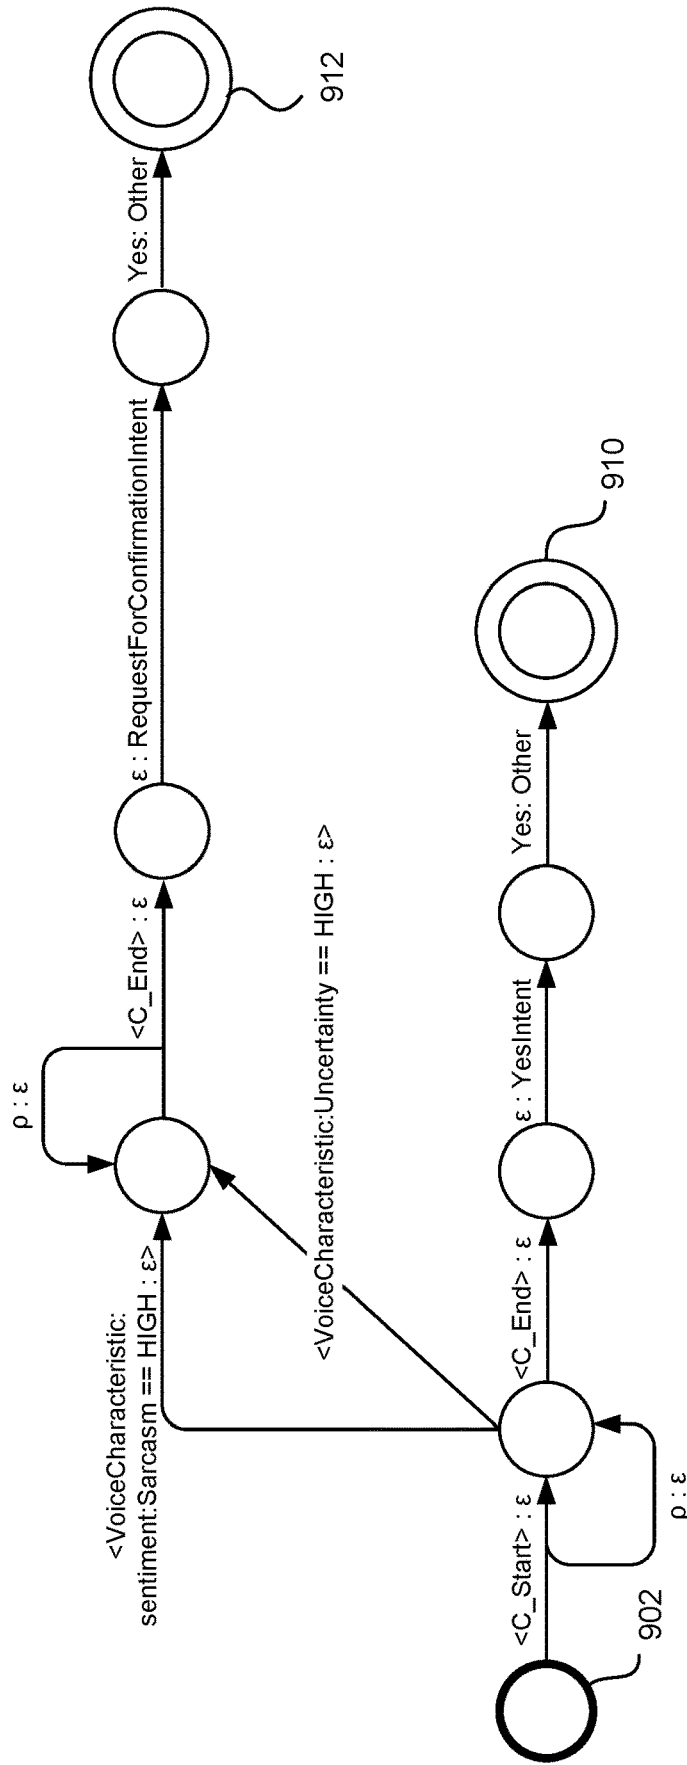 <VoiceCharacteristic:
sentiment:Sarcasm == HIGH : ε>
ρ : ε
<C_End> : ε
ε : RequestForConfirmationIntent
Yes: Other
912
<VoiceCharacteristic:Uncertainty == HIGH : ε>
902
<C_Start> : ε
ρ : ε
<C_End> : ε
ε : YesIntent
Yes: Other
910